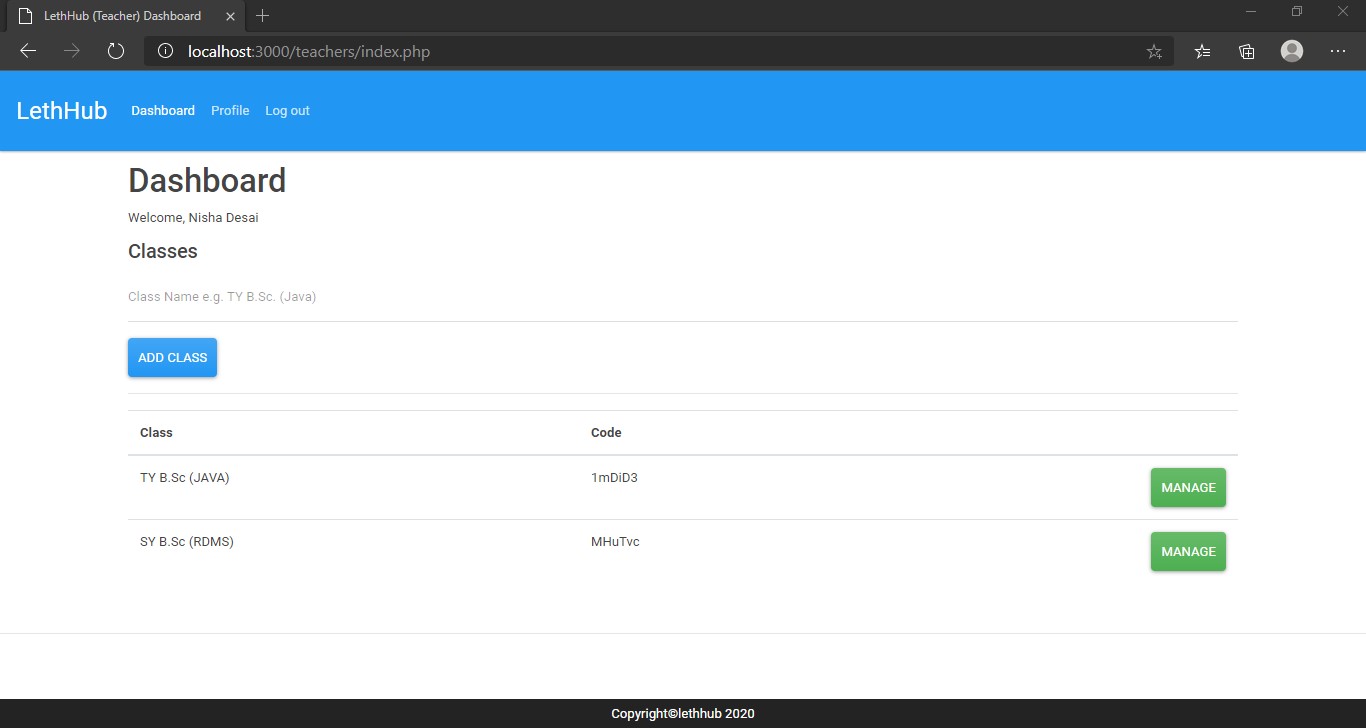 LethHub (Teacher) Dashboard
localhost:3000/teachers/index.php
LethHub Dashboard Profile Log out
Dashboard
Welcome, Nisha Desai
Classes
Class Name e.g. TY B.Sc. (Java)
ADD CLASS
Class Code
TY B.Sc (JAVA) 1mDiD3 MANAGE
SY B.Sc (RDMS) MHuTvc MANAGE
Copyright©lethhub 2020